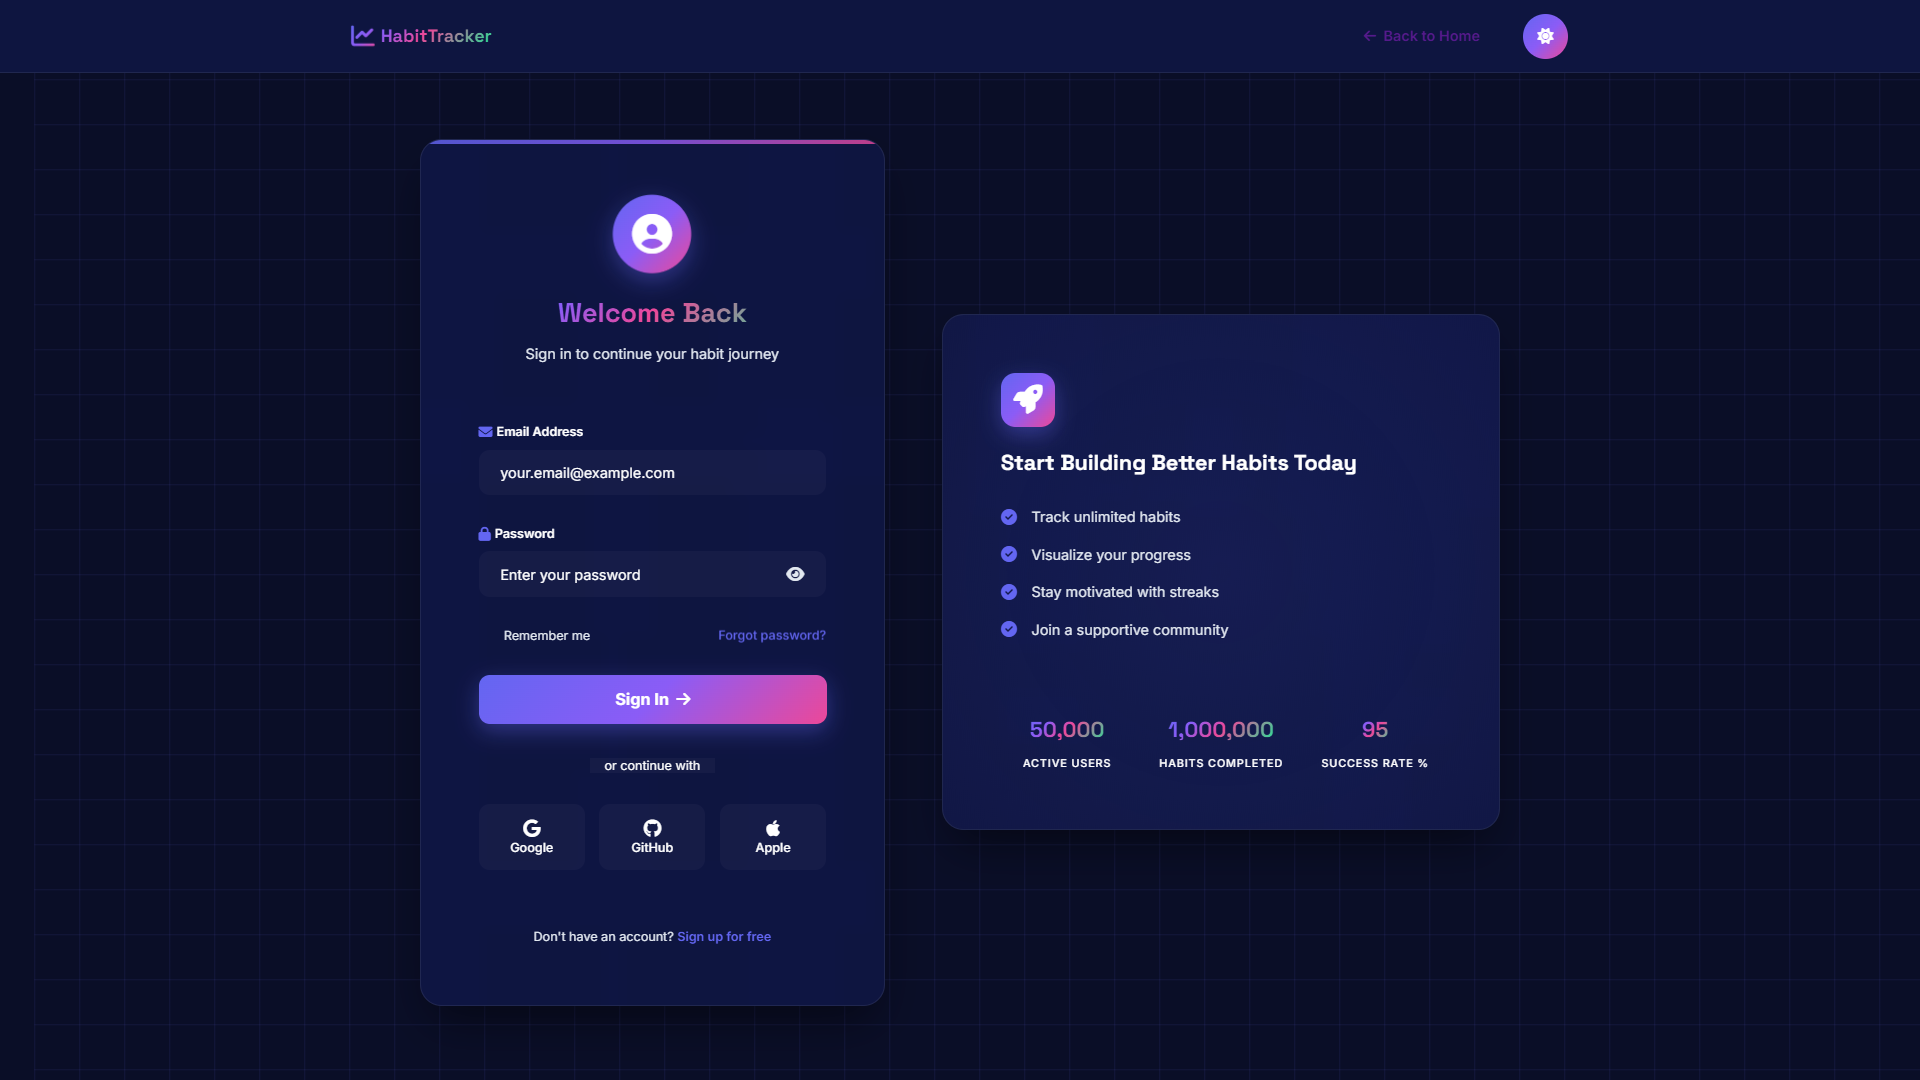 HabitTracker
Back to Home
Welcome Back
Sign in to continue your habit journey
Email Address
your.email@example.com
Password
Enter your password
Remember me
Forgot password?
Sign In
or continue with
Google
GitHub
Apple
Don't have an account? Sign up for free
Start Building Better Habits Today
Track unlimited habits
Visualize your progress
Stay motivated with streaks
Join a supportive community
50,000
ACTIVE USERS
1,000,000
HABITS COMPLETED
95
SUCCESS RATE %